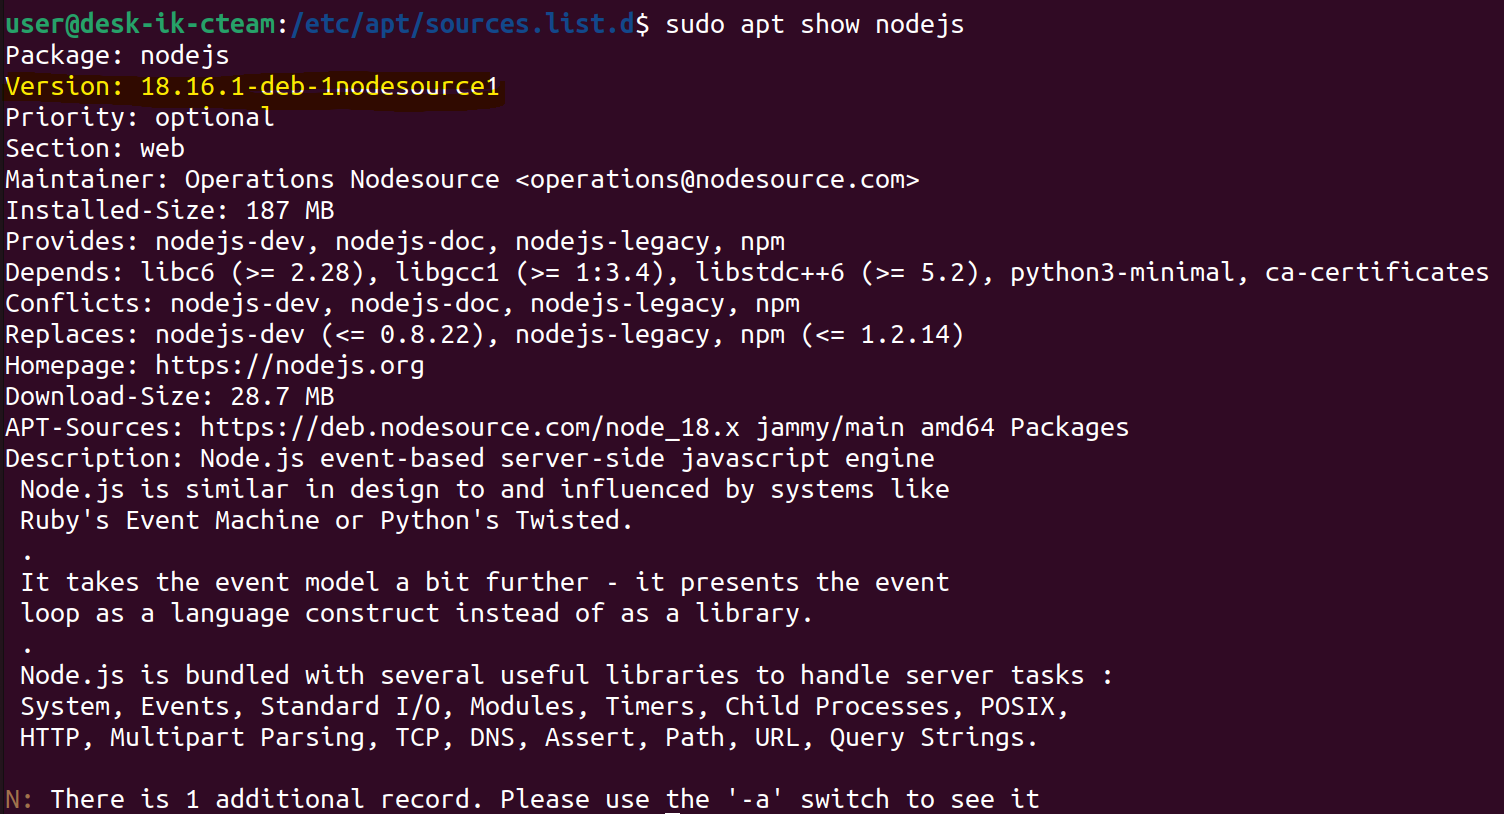 user@desk-ik-cteam:/etc/apt/sources.list.d$ sudo apt show nodejs
Package: nodejs
Version: 18.16.1-deb-1nodesource1
Priority: optional
Section: web
Maintainer: Operations Nodesource <operations@nodesource.com>
Installed-Size: 187 MB
Provides: nodejs-dev, nodejs-doc, nodejs-legacy, npm
Depends: libc6 (>= 2.28), libgcc1 (>= 1:3.4), libstdc++6 (>= 5.2), python3-minimal, ca-certificates
Conflicts: nodejs-dev, nodejs-doc, nodejs-legacy, npm
Replaces: nodejs-dev (<= 0.8.22), nodejs-legacy, npm (<= 1.2.14)
Homepage: https://nodejs.org
Download-Size: 28.7 MB
APT-Sources: https://deb.nodesource.com/node_18.x jammy/main amd64 Packages
Description: Node.js event-based server-side javascript engine
 Node.js is similar in design to and influenced by systems like
 Ruby's Event Machine or Python's Twisted.
 .
 It takes the event model a bit further - it presents the event
 loop as a language construct instead of as a library.
 .
 Node.js is bundled with several useful libraries to handle server tasks :
 System, Events, Standard I/O, Modules, Timers, Child Processes, POSIX,
 HTTP, Multipart Parsing, TCP, DNS, Assert, Path, URL, Query Strings.

N: There is 1 additional record. Please use the '-a' switch to see it